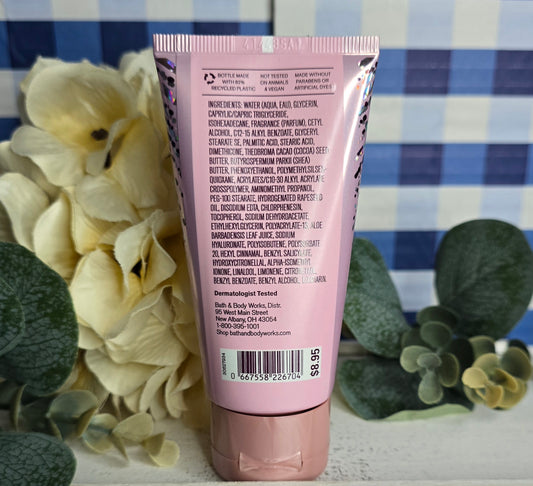 BOTTLE MADE
WITH 82%
RECYCLED PLASTIC
NOT TESTED
ON ANIMALS
& VEGAN
MADE WITHOUT
PARABENS OR
ARTIFICIAL DYES
INGREDIENTS: WATER (AQUA, EAU), GLYCERIN,
CAPRYLIC/CAPRIC TRIGLYCERIDE,
ISOHEXADECANE, FRAGRANCE (PARFUM), CETYL
ALCOHOL, C12-15 ALKYL BENZOATE, GLYCERYL
STEARATE SE, PALMITIC ACID, STEARIC ACID,
DIMETHICONE, THEOBROMA CACAO (COCOA) SEED
BUTTER, BUTYROSPERMUM PARKII (SHEA)
BUTTER, PHENOXYETHANOL, POLYMETHYLSILSES-
QUIOXANE, ACRYLATES/C10-30 ALKYL ACRYLATE
CROSSPOLYMER, AMINOMETHYL PROPANOL,
PEG-100 STEARATE, HYDROGENATED RAPESEED
OIL, DISODIUM EDTA, CHLORPHENESIN,
TOCOPHEROL, SODIUM DEHYDROACETATE,
ETHYLHEXYLGLYCERIN, POLYACRYLATE-15, ALOE
BARBADENSIS LEAF JUICE, SODIUM
HYALURONATE, POLYISOBUTENE, POLYSORBATE
20, HEXYL CINNAMAL, BENZYL SALICYLATE,
HYDROXYCITRONELLAL, ALPHA-ISOMETHYL
IONONE, LINALOOL, LIMONENE,
BENZYL BENZOATE, BENZYL ALCOHOL, COUMARIN.
Dermatologist Tested
Bath & Body Works, Distr.
95 West Main Street
New Albany, OH 43054
1-800-395-1001
Shop bathandbodyworks.com
0 667558 226704
$8.95